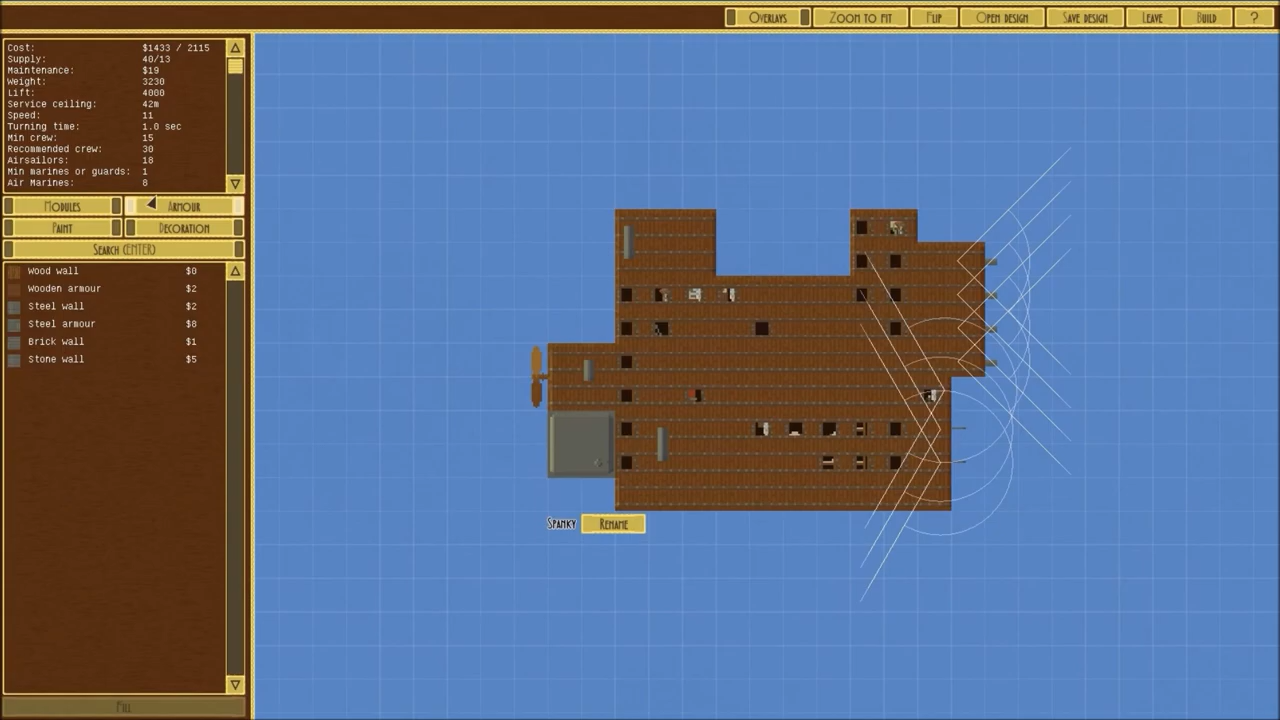 Overlays Zoom to fit Flip Open design Save design Leave Build ?
Cost: $1433 / 2115
Supply: 40/13
Maintenance: $19
Weight: 3230
Lift: 4000
Service ceiling: 42m
Speed: 11
Turning time: 1.0 sec
Min crew: 15
Recommended crew: 30
Airsailors: 18
Min marines or guards: 1
Air Marines: 8
Modules Armour
Paint Decoration
Search (Enter)
Wood wall $0
Wooden armour $2
Steel wall $2
Steel armour $8
Brick wall $1
Stone wall $5
Spanky Rename
Fill